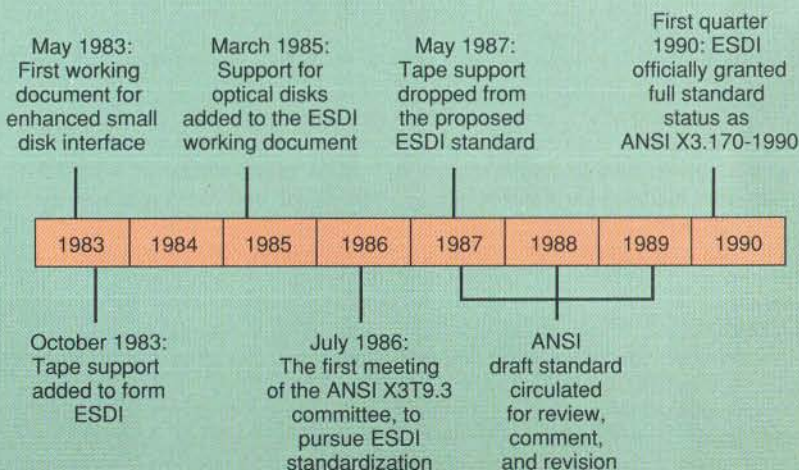 May 1983:
First working
document for
enhanced small
disk interface
March 1985:
Support for
optical disks
added to the ESDI
working document
May 1987:
Tape support
dropped from
the proposed
ESDI standard
First quarter
1990: ESDI
officially granted
full standard
status as
ANSI X3.170-1990
1983
1984
1985
1986
1987
1988
1989
1990
October 1983:
Tape support
added to form
ESDI
July 1986:
The first meeting
of the ANSI X3T9.3
committee, to
pursue ESDI
standardization
ANSI
draft standard
circulated
for review,
comment,
and revision